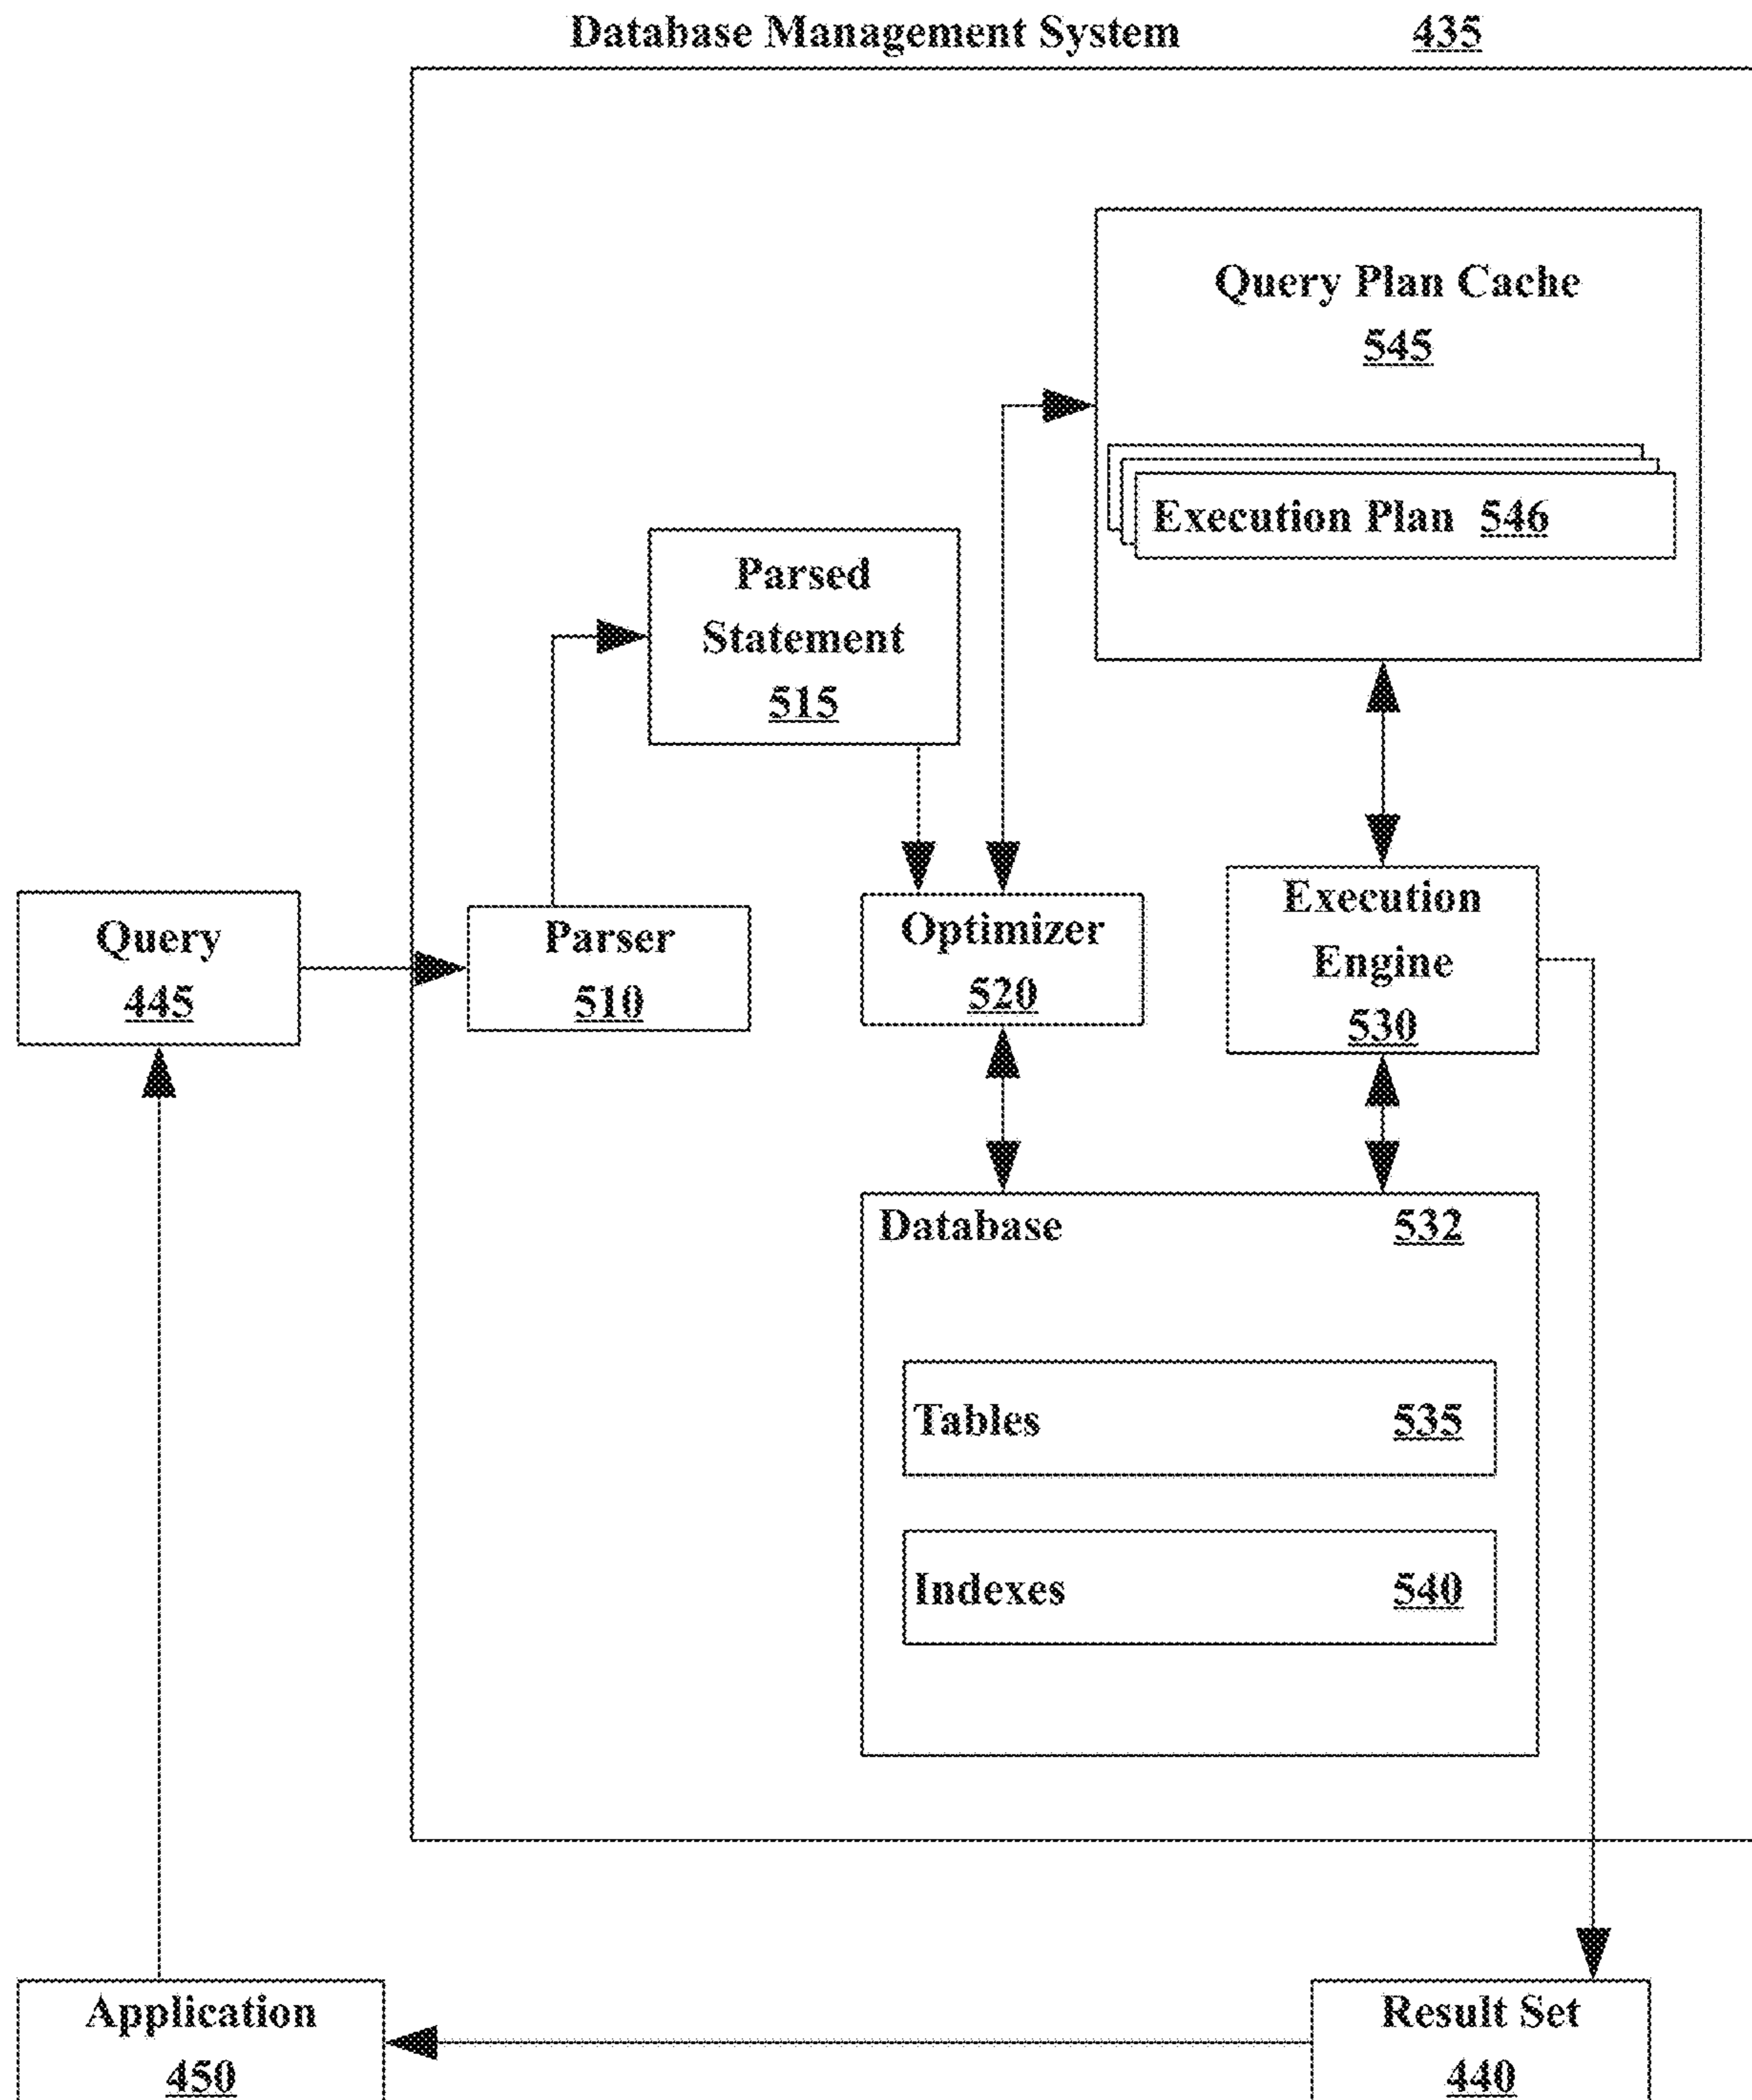 Database Management System 435
Query Plan Cache
545
Execution Plan 546
Parsed
Statement
515
Query
445
Parser
510
Optimizer
520
Execution
Engine
530
Database 532
Tables 535
Indexes 540
Application
450
Result Set
440